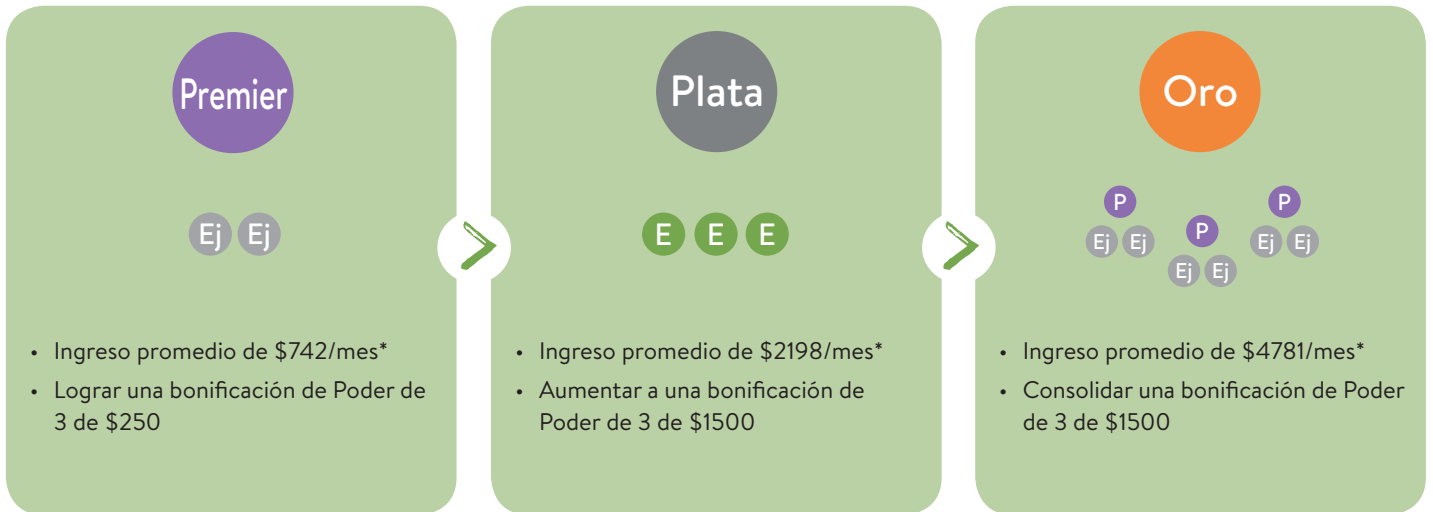 Premier
Ej Ej
• Ingreso promedio de $742/mes*
• Lograr una bonificación de Poder de
3 de $250
>
Plata
E E E
• Ingreso promedio de $2198/mes*
• Aumentar a una bonificación de
Poder de 3 de $1500
>
Oro
P P P
Ej Ej Ej Ej Ej Ej
• Ingreso promedio de $4781/mes*
• Consolidar una bonificación de Poder
de 3 de $1500